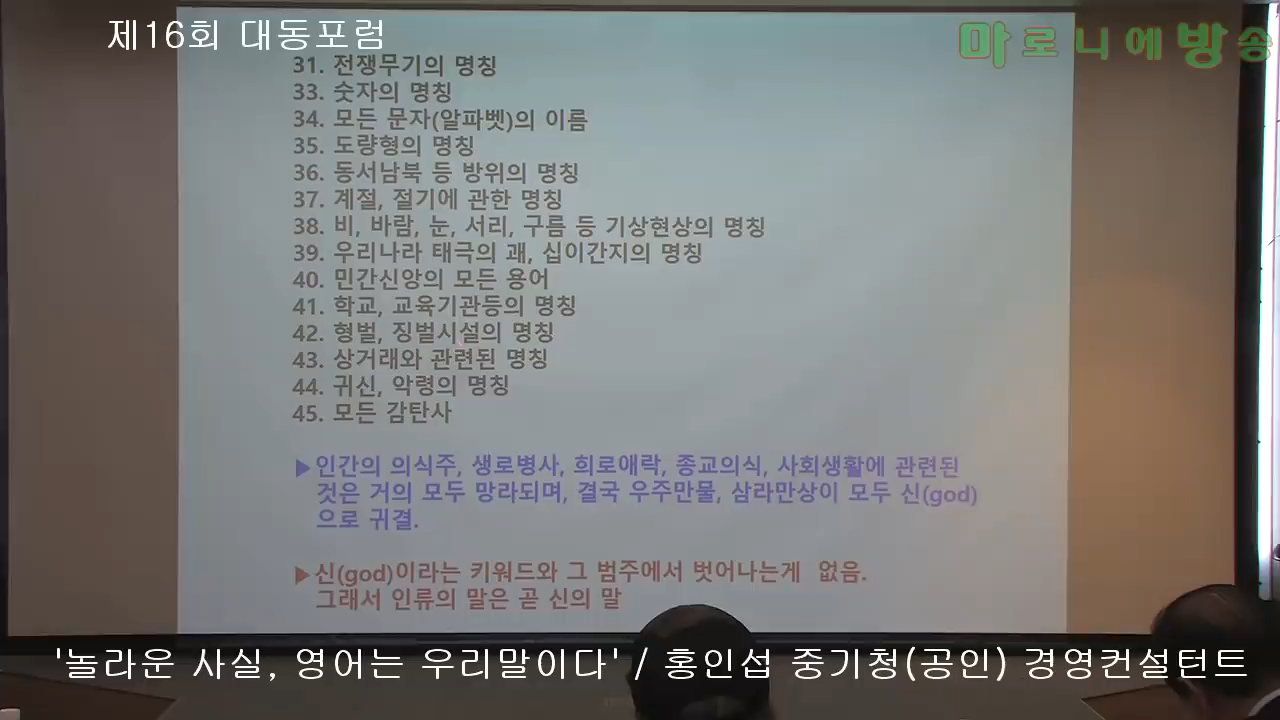 제16회 대동포럼
마로니에방송
31. 전쟁무기의 명칭
33. 숫자의 명칭
34. 모든 문자(알파벳)의 이름
35. 도량형의 명칭
36. 동서남북 등 방위의 명칭
37. 계절, 절기에 관한 명칭
38. 비, 바람, 눈, 서리, 구름 등 기상현상의 명칭
39. 우리나라 태극의 괘, 십이간지의 명칭
40. 민간신앙의 모든 용어
41. 학교, 교육기관등의 명칭
42. 형벌, 징벌시설의 명칭
43. 상거래와 관련된 명칭
44. 귀신, 악령의 명칭
45. 모든 감탄사
▶인간의 의식주, 생로병사, 희로애락, 종교의식, 사회생활에 관련된
것은 거의 모두 망라되며, 결국 우주만물, 삼라만상이 모두 신(god)
으로 귀결.
▶신(god)이라는 키워드와 그 범주에서 벗어나는게 없음.
그래서 인류의 말은 곧 신의 말
'놀라운 사실, 영어는 우리말이다' / 홍인섭 중기청(공인) 경영컨설턴트